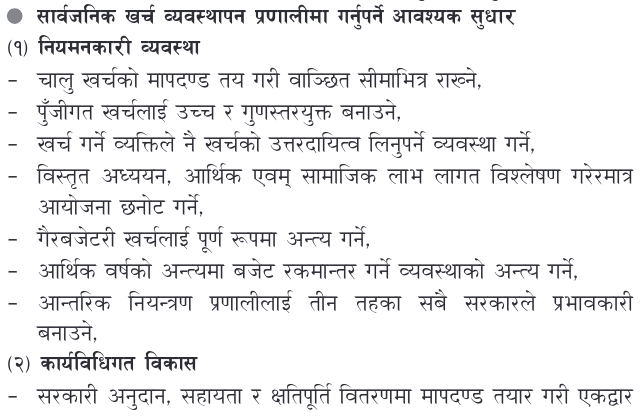 ● सार्वजनिक खर्च व्यवस्थापन प्रणालीमा गर्नुपर्ने आवश्यक सुधार
(१) नियमनकारी व्यवस्था
– चालु खर्चको मापदण्ड तय गरी वाञ्छित सीमाभित्र राख्ने,
– पुँजीगत खर्चलाई उच्च र गुणस्तरयुक्त बनाउने,
– खर्च गर्ने व्यक्तिले नै खर्चको उत्तरदायित्व लिनुपर्ने व्यवस्था गर्ने,
– विस्तृत अध्ययन, आर्थिक एवम् सामाजिक लाभ लागत विश्लेषण गरेरमात्र
आयोजना छनोट गर्ने,
– गैरबजेटरी खर्चलाई पूर्ण रूपमा अन्त्य गर्ने,
– आर्थिक वर्षको अन्त्यमा बजेट रकमान्तर गर्ने व्यवस्थाको अन्त्य गर्ने,
– आन्तरिक नियन्त्रण प्रणालीलाई तीन तहका सबै सरकारले प्रभावकारी
बनाउने,
(२) कार्यविधिगत विकास
– सरकारी अनुदान, सहायता र क्षतिपूर्ति वितरणमा मापदण्ड तयार गरी एकद्वार